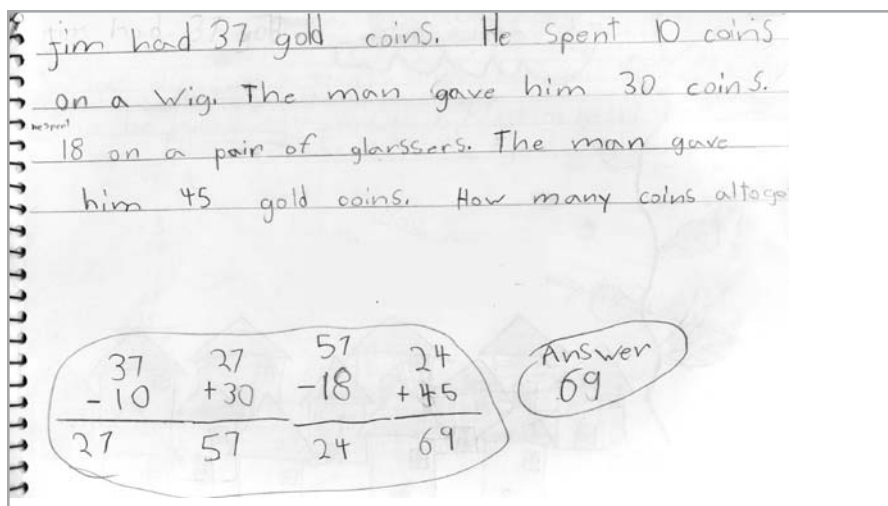 Jim had 37 gold coins. He Spent 10 coins
on a Wig. The man gave him 30 coins.
he Spent
18 on a pair of glarssers. The man gave
him 45 gold coins. How many coins altoge
37 27 57 24
-10 +30 -18 +45
27 57 24 69
Answer
69